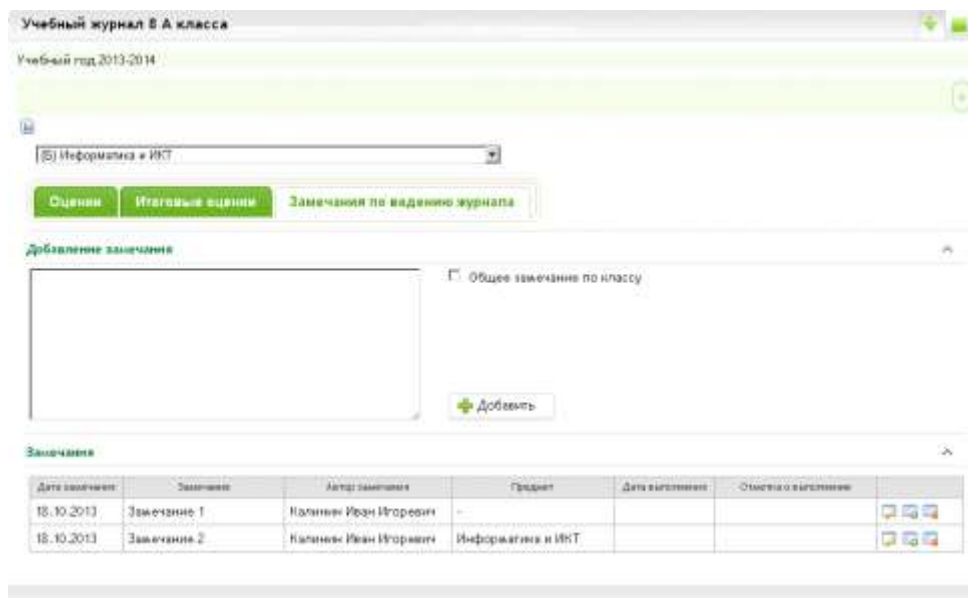 Учебный журнал 8 А класса
Учебный год 2013-2014
(Б) Информатика и ИКТ
Оценки Итоговые оценки Замечания по ведению журнала
Добавление замечания
Общее замечание по классу
Добавить
Замечания
Дата замечания Замечание Автор замечания Предмет Дата выполнения Отметка о выполнении
18.10.2013 Замечание 1 Калинин Иван Игоревич -
18.10.2013 Замечание 2 Калинин Иван Игоревич Информатика и ИКТ